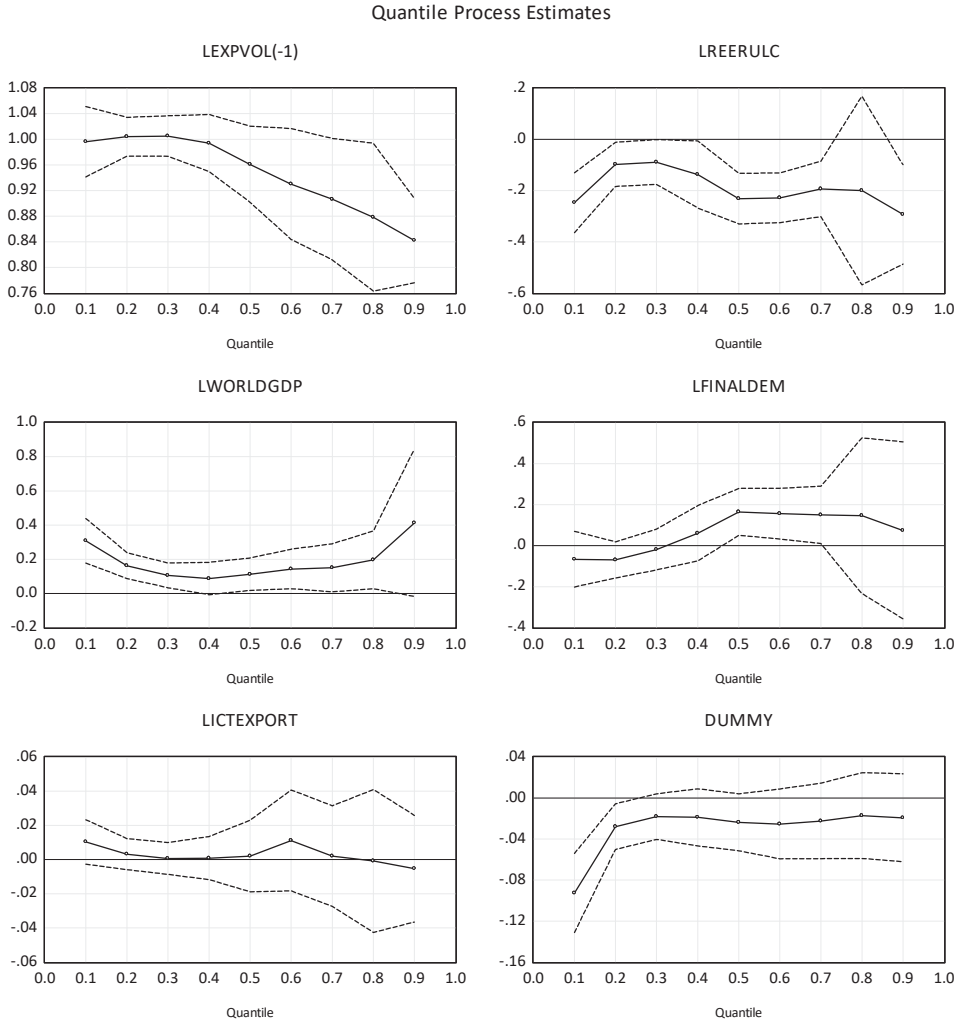 Quantile Process Estimates
LEXPVOL(-1)
1.08
1.04
1.00
0.96
0.92
0.88
0.84
0.80
0.76
0.0 0.1 0.2 0.3 0.4 0.5 0.6 0.7 0.8 0.9 1.0
Quantile
LREERULC
.2
.0
-.2
-.4
-.6
0.0 0.1 0.2 0.3 0.4 0.5 0.6 0.7 0.8 0.9 1.0
Quantile
LWORLDGDP
1.0
0.8
0.6
0.4
0.2
0.0
-0.2
0.0 0.1 0.2 0.3 0.4 0.5 0.6 0.7 0.8 0.9 1.0
Quantile
LFINALDEM
.6
.4
.2
.0
-.2
-.4
0.0 0.1 0.2 0.3 0.4 0.5 0.6 0.7 0.8 0.9 1.0
Quantile
LICTEXPORT
.06
.04
.02
.00
-.02
-.04
-.06
0.0 0.1 0.2 0.3 0.4 0.5 0.6 0.7 0.8 0.9 1.0
Quantile
DUMMY
.04
.00
-.04
-.08
-.12
-.16
0.0 0.1 0.2 0.3 0.4 0.5 0.6 0.7 0.8 0.9 1.0
Quantile